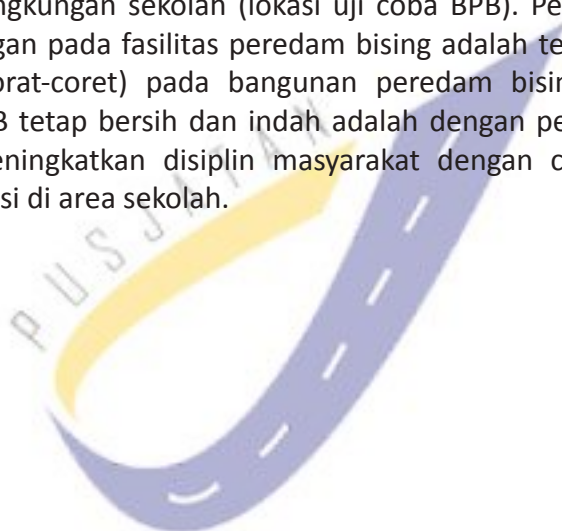 ngkungan sekolah (lokasi uji coba BPB). Pe
gan pada fasilitas peredam bising adalah te
orat-coret) pada bangunan peredam bisin
B tetap bersih dan indah adalah dengan pe
eningkatkan disiplin masyarakat dengan c
si di area sekolah.
PUSJATAN